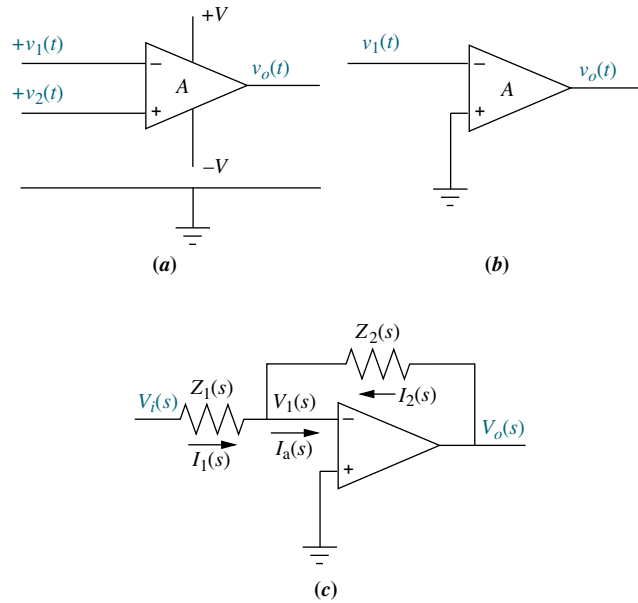 +V
+v₁(t)
−
vₒ(t)
A
+v₂(t)
+
−V
(a)
v₁(t)
−
vₒ(t)
A
+
(b)
Z₂(s)
Z₁(s)
Vᵢ(s)
V₁(s)
I₂(s)
−
Vₒ(s)
I₁(s)
Iₐ(s)
+
(c)